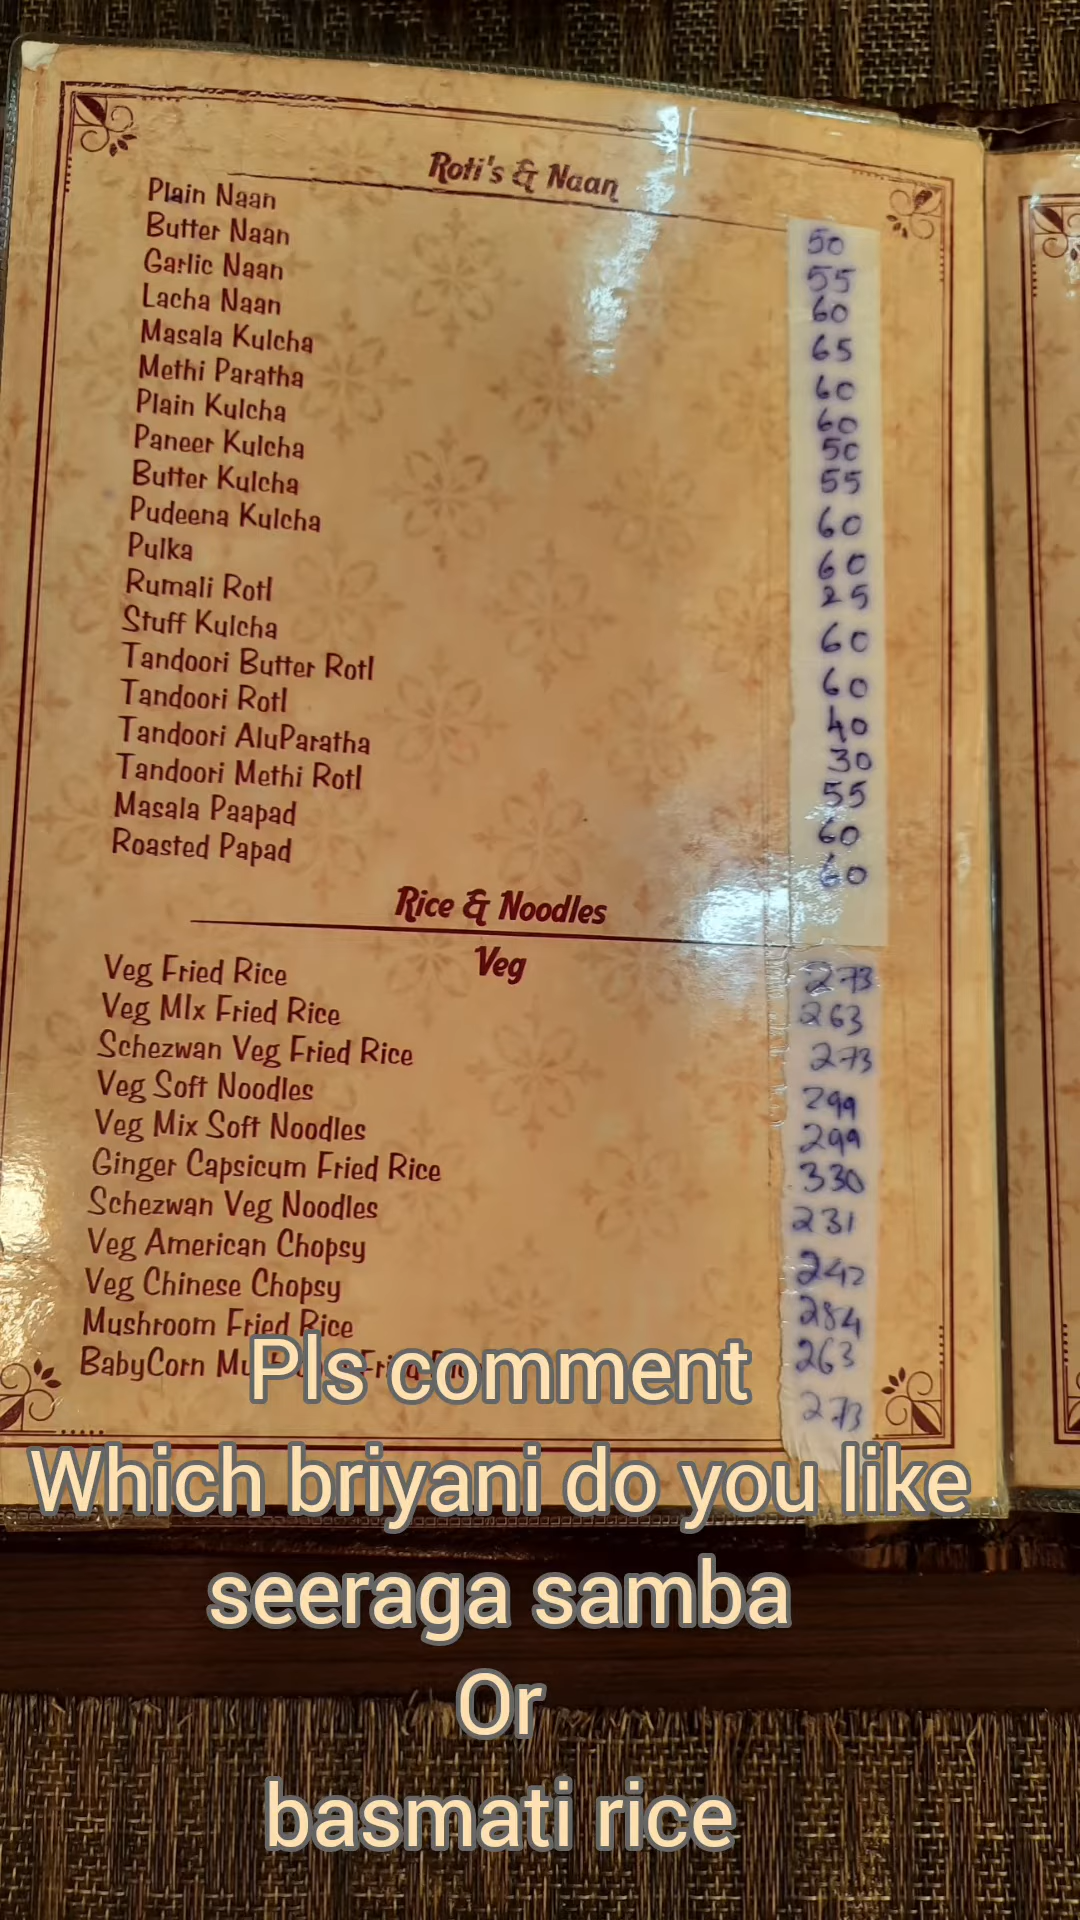 Roti's & Naan
Plain Naan
Butter Naan
Garlic Naan
Lacha Naan
Masala Kulcha
Methi Paratha
Plain Kulcha
Paneer Kulcha
Butter Kulcha
Pudeena Kulcha
Pulka
Rumali Rotl
Stuff Kulcha
Tandoori Butter Rotl
Tandoori Rotl
Tandoori AluParatha
Tandoori Methi Rotl
Masala Paapad
Roasted Papad
50
55
60
65
60
60
50
55
60
60
25
60
60
40
30
55
60
60
Rice & Noodles
Veg
Veg Fried Rice
Veg MIx Fried Rice
Schezwan Veg Fried Rice
Veg Soft Noodles
Veg Mix Soft Noodles
Ginger Capsicum Fried Rice
Schezwan Veg Noodles
Veg American Chopsy
Veg Chinese Chopsy
Mushroom Fried Rice
BabyCorn
273
263
273
299
299
330
231
242
284
263
273
Pls comment
Which briyani do you like
seeraga samba
Or
basmati rice